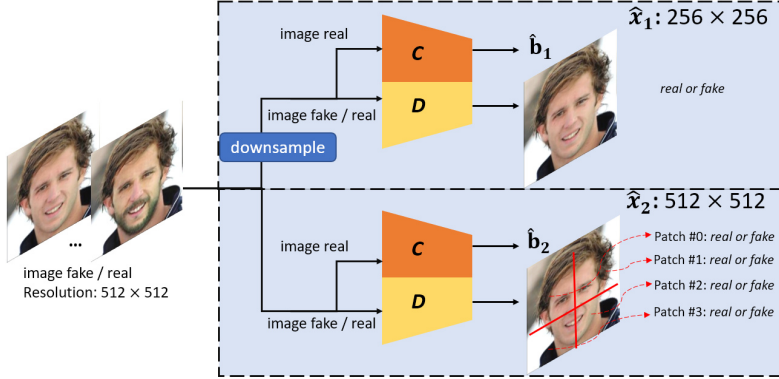 image real
C
b̂₁
x̂₁: 256 × 256
image fake / real
D
real or fake
downsample
...
image fake / real
Resolution: 512 × 512
image real
C
b̂₂
x̂₂: 512 × 512
image fake / real
D
Patch #0: real or fake
Patch #1: real or fake
Patch #2: real or fake
Patch #3: real or fake